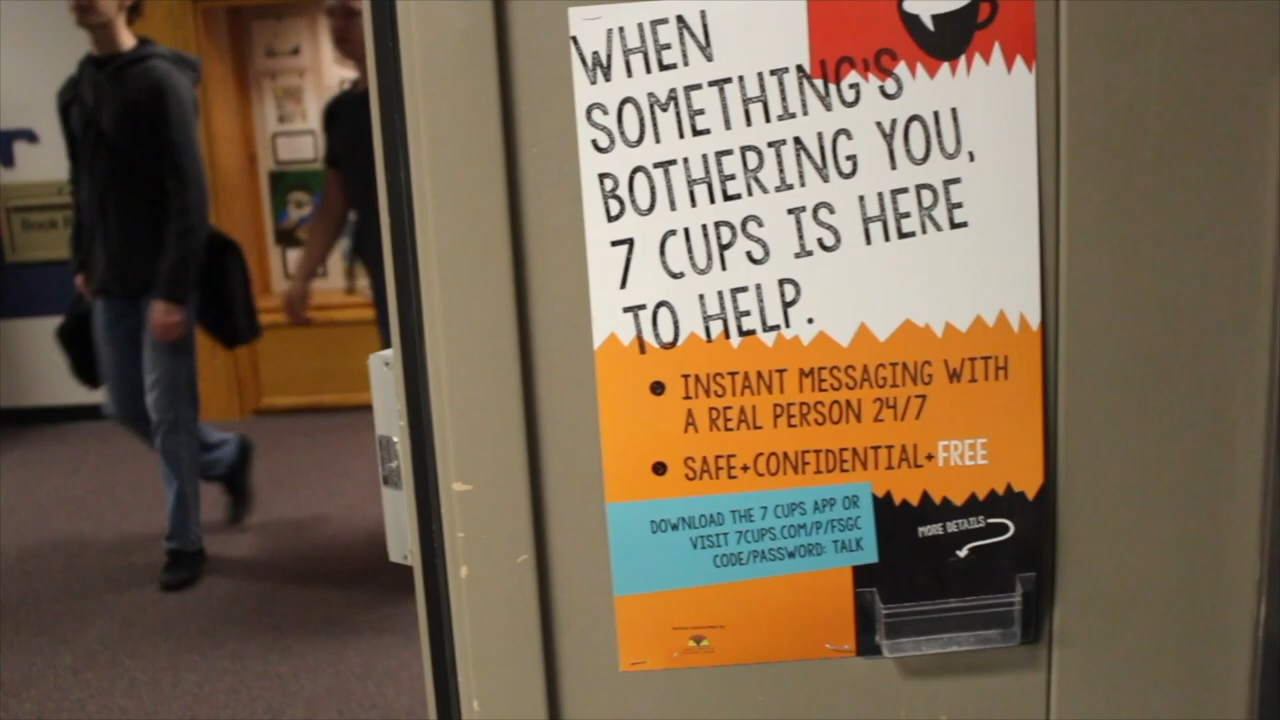 WHEN
SOMETHING'S
BOTHERING YOU,
7 CUPS IS HERE
TO HELP.
INSTANT MESSAGING WITH
A REAL PERSON 24/7
SAFE+CONFIDENTIAL+FREE
DOWNLOAD THE 7 CUPS APP OR
VISIT 7CUPS.COM/P/FSGC
CODE/PASSWORD: TALK
MORE DETAILS
Book